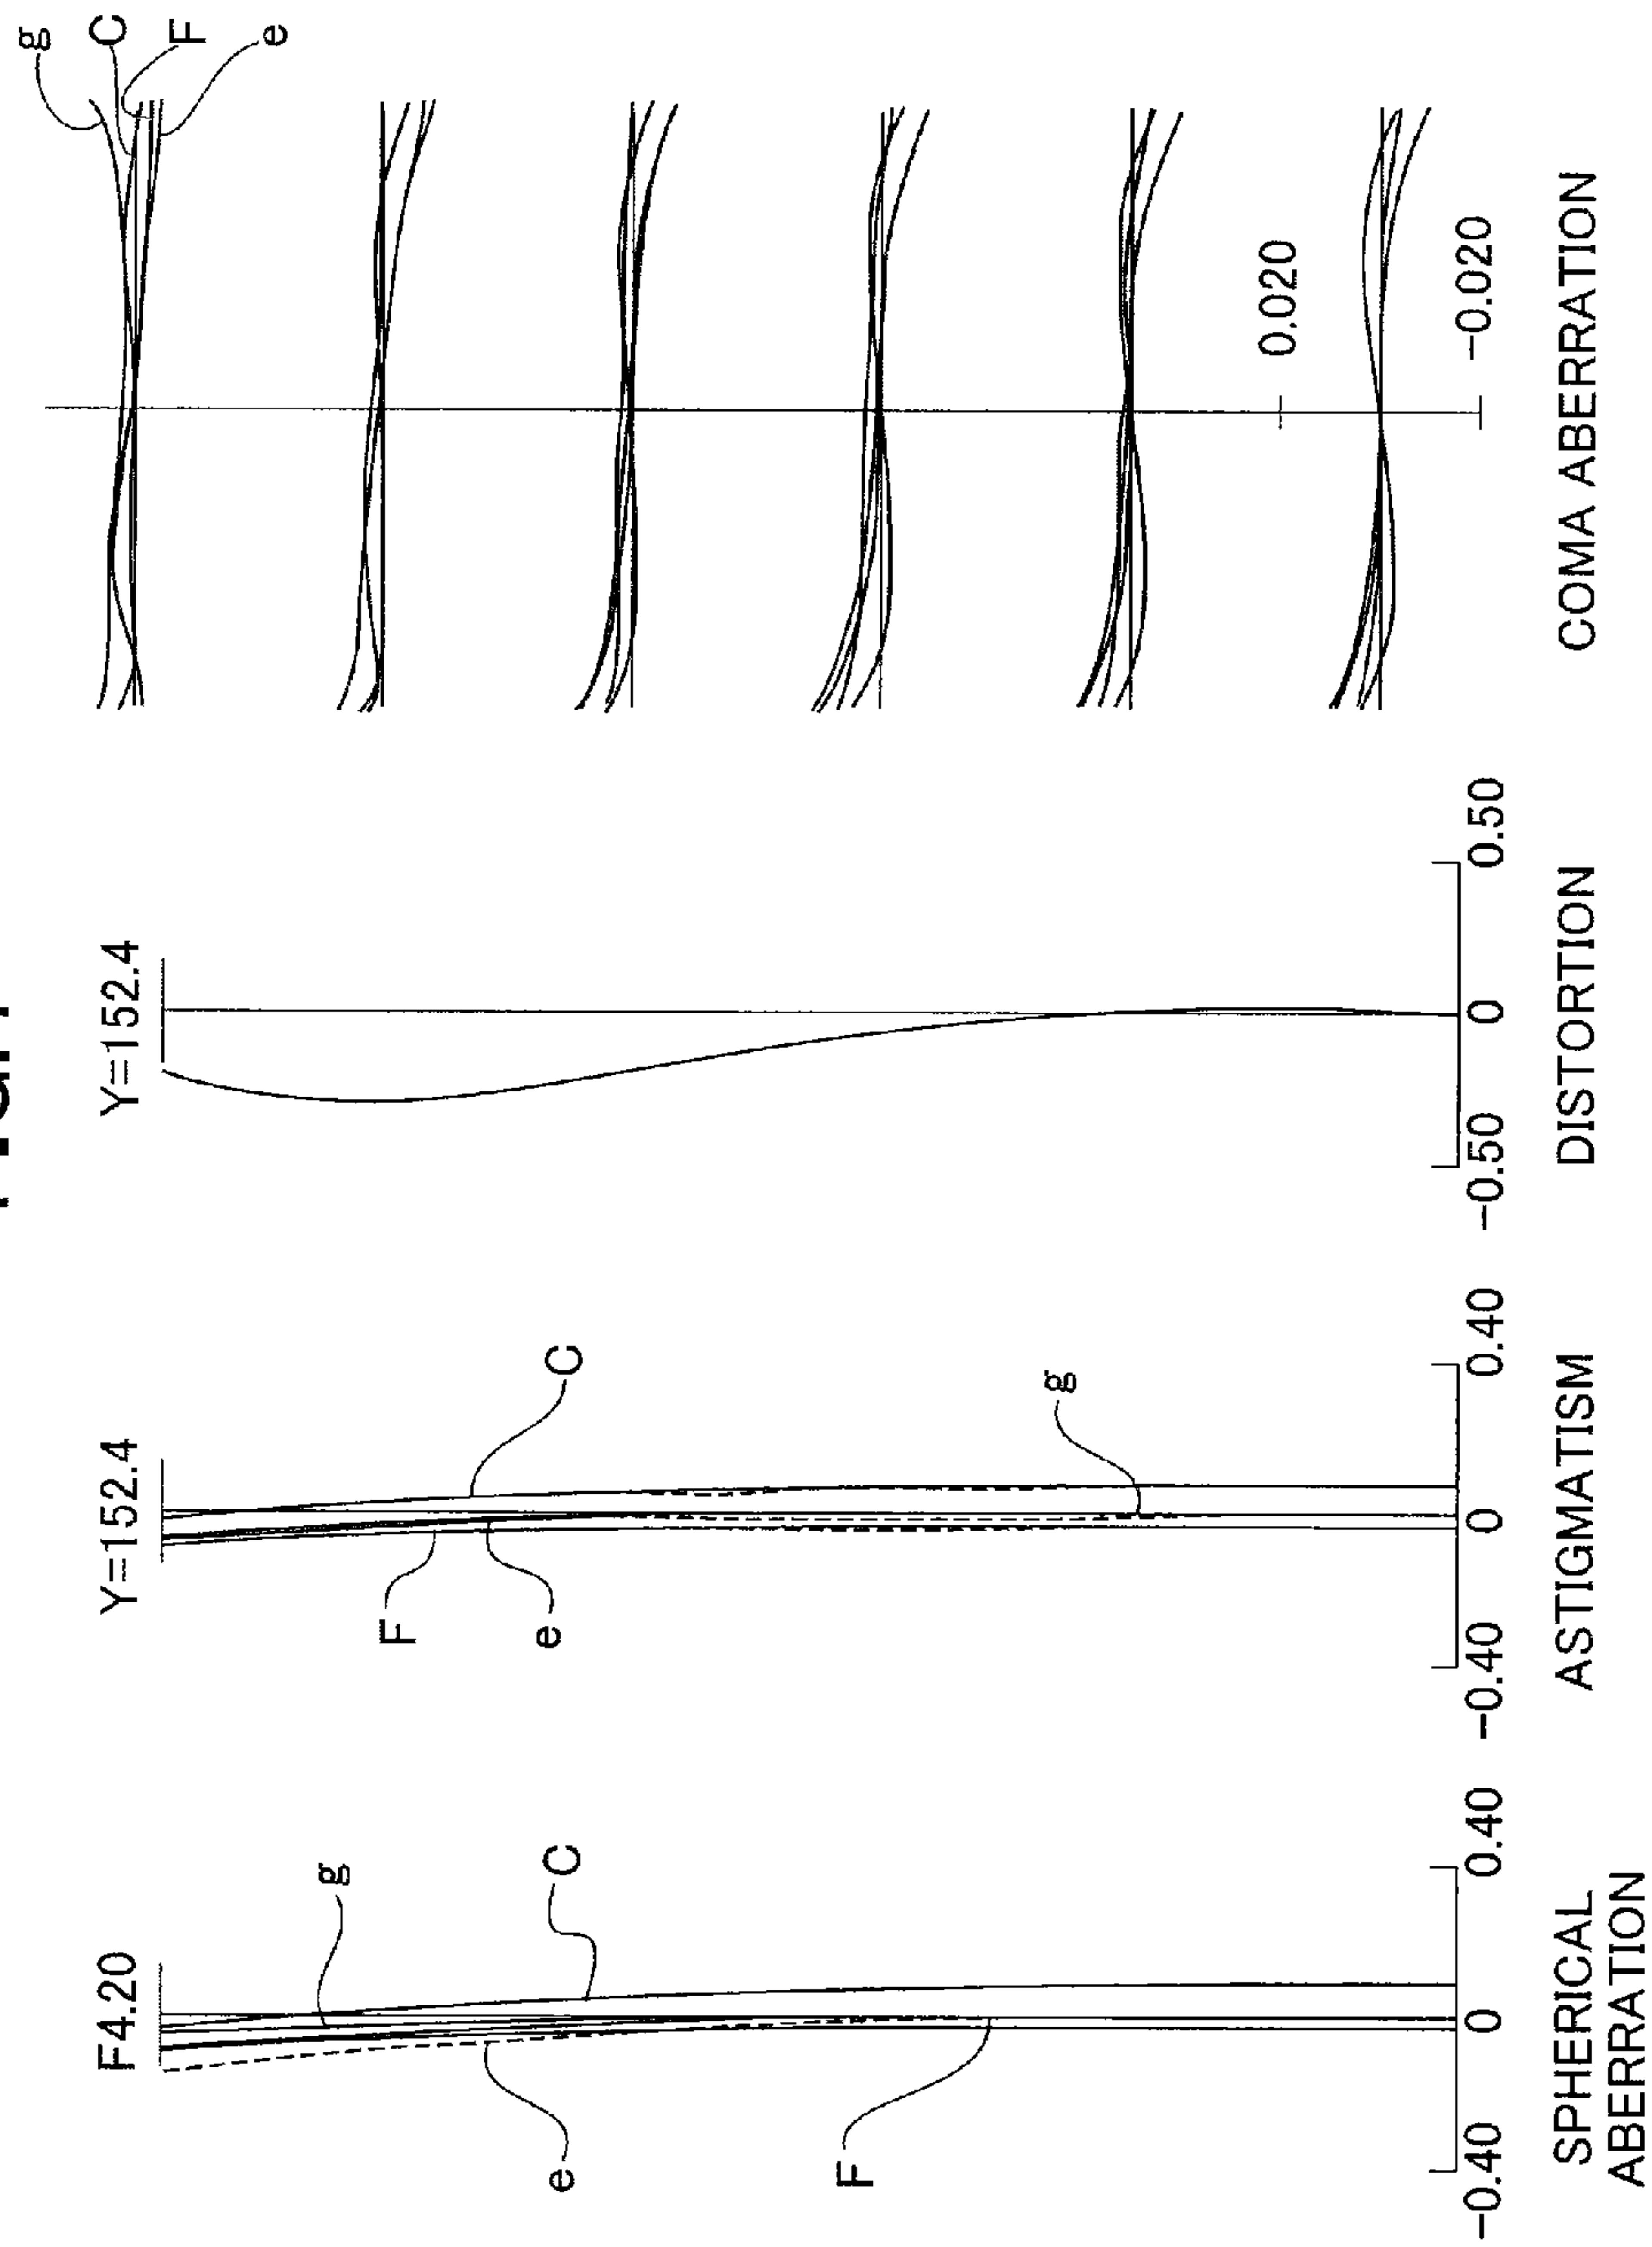 F4.20
g
C
e
F
-0.40
0
0.40
SPHERICAL
ABERRATION
Y=152.4
C
F
e
g
-0.40
0
0.40
ASTIGMATISM
Y=152.4
-0.50
0
0.50
DISTORTION
g
C
F
e
0.020
-0.020
COMA ABERRATION